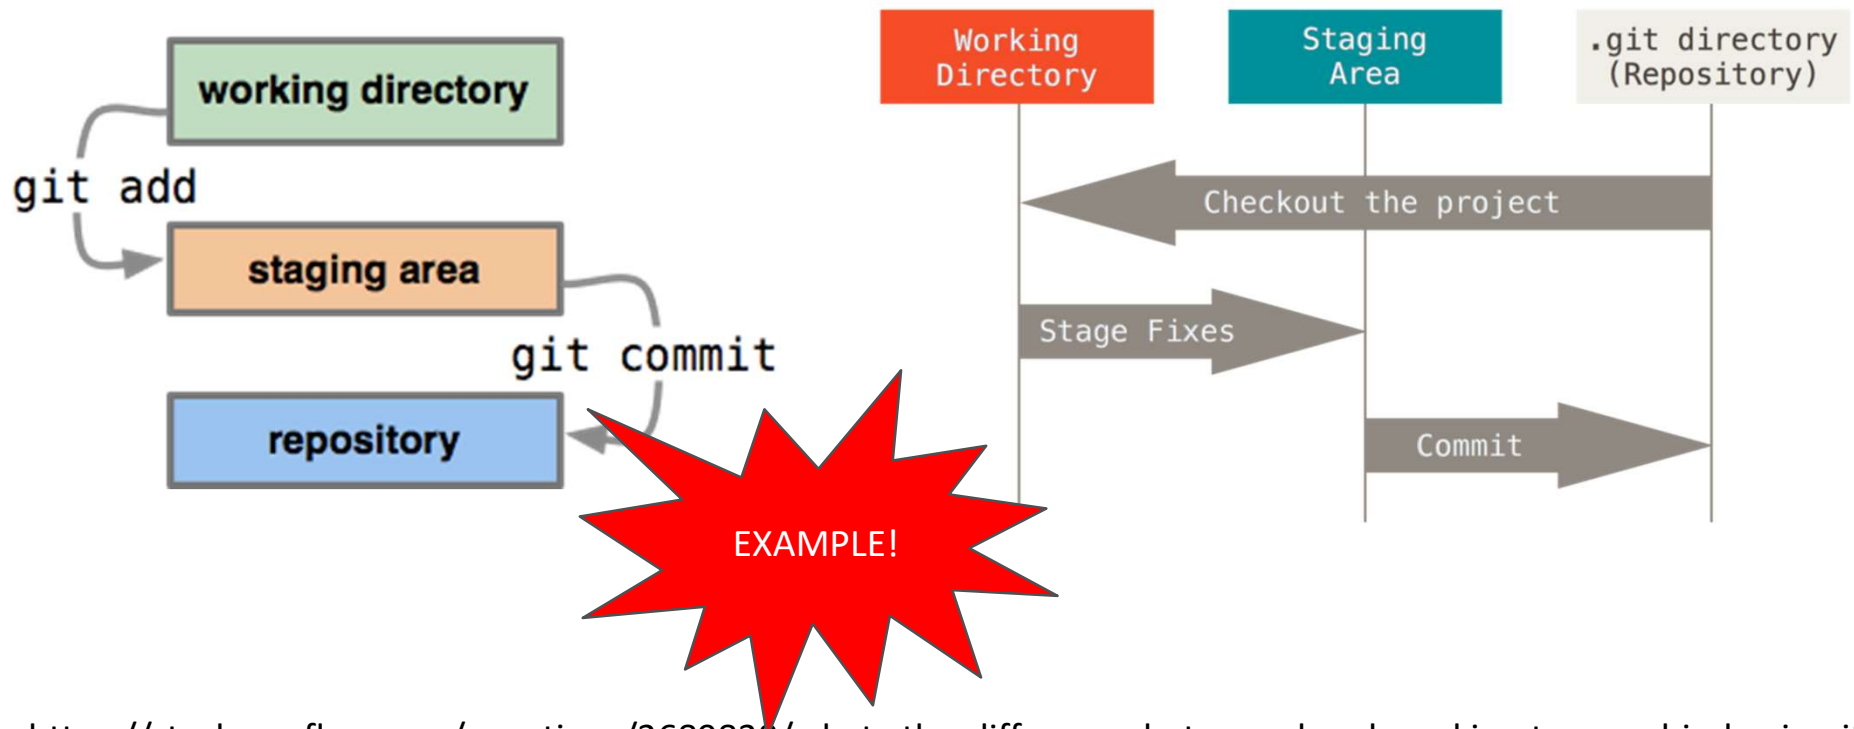 working directory
git add
staging area
git commit
repository
Working
Directory
Staging
Area
.git directory
(Repository)
Checkout the project
Stage Fixes
Commit
EXAMPLE!